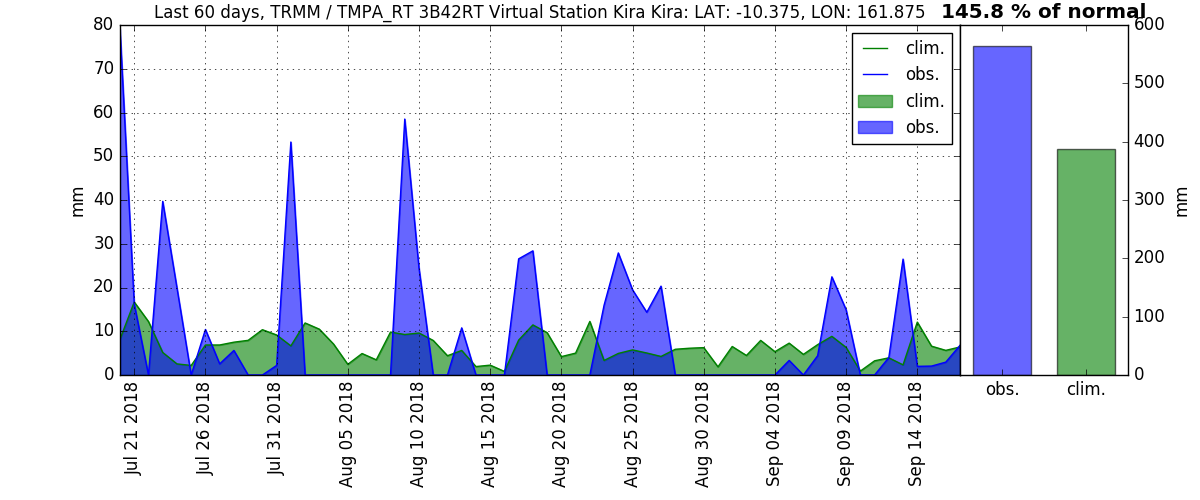 Last 60 days, TRMM / TMPA_RT 3B42RT Virtual Station Kira Kira: LAT: -10.375, LON: 161.875
145.8 % of normal
80
70
60
50
40
30
20
10
0
mm
clim.
obs.
clim.
obs.
600
500
400
300
200
100
0
mm
obs.
clim.
Jul 21 2018
Jul 26 2018
Jul 31 2018
Aug 05 2018
Aug 10 2018
Aug 15 2018
Aug 20 2018
Aug 25 2018
Aug 30 2018
Sep 04 2018
Sep 09 2018
Sep 14 2018